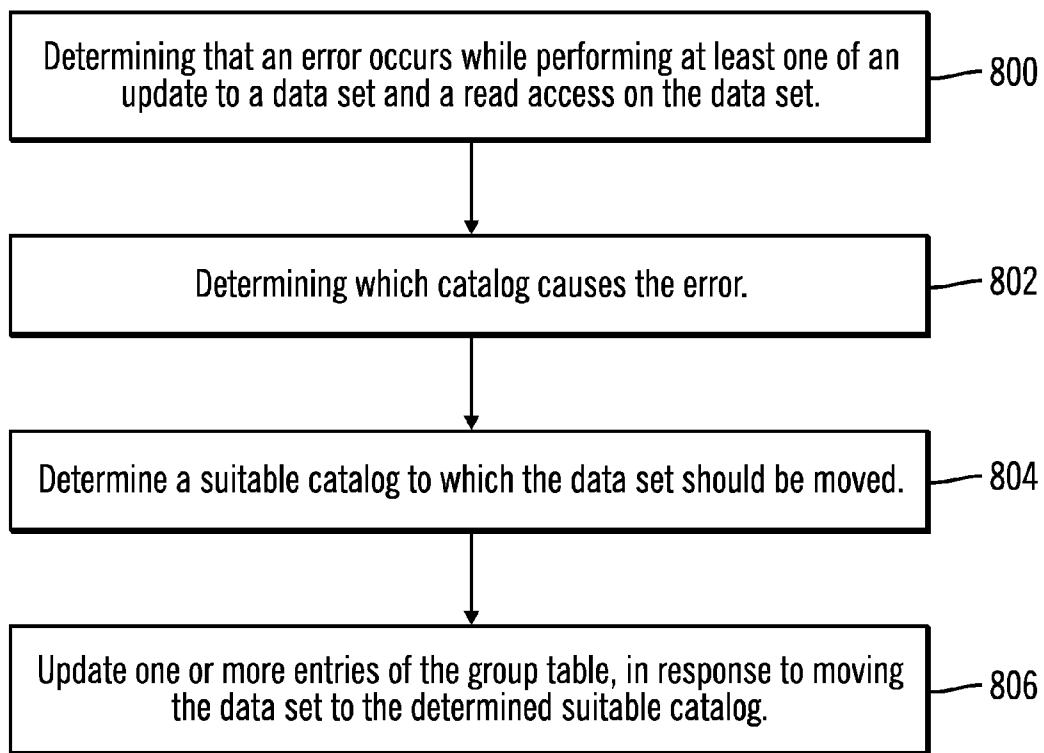 Determining that an error occurs while performing at least one of an
update to a data set and a read access on the data set.
800
Determining which catalog causes the error.
802
Determine a suitable catalog to which the data set should be moved.
804
Update one or more entries of the group table, in response to moving
the data set to the determined suitable catalog.
806